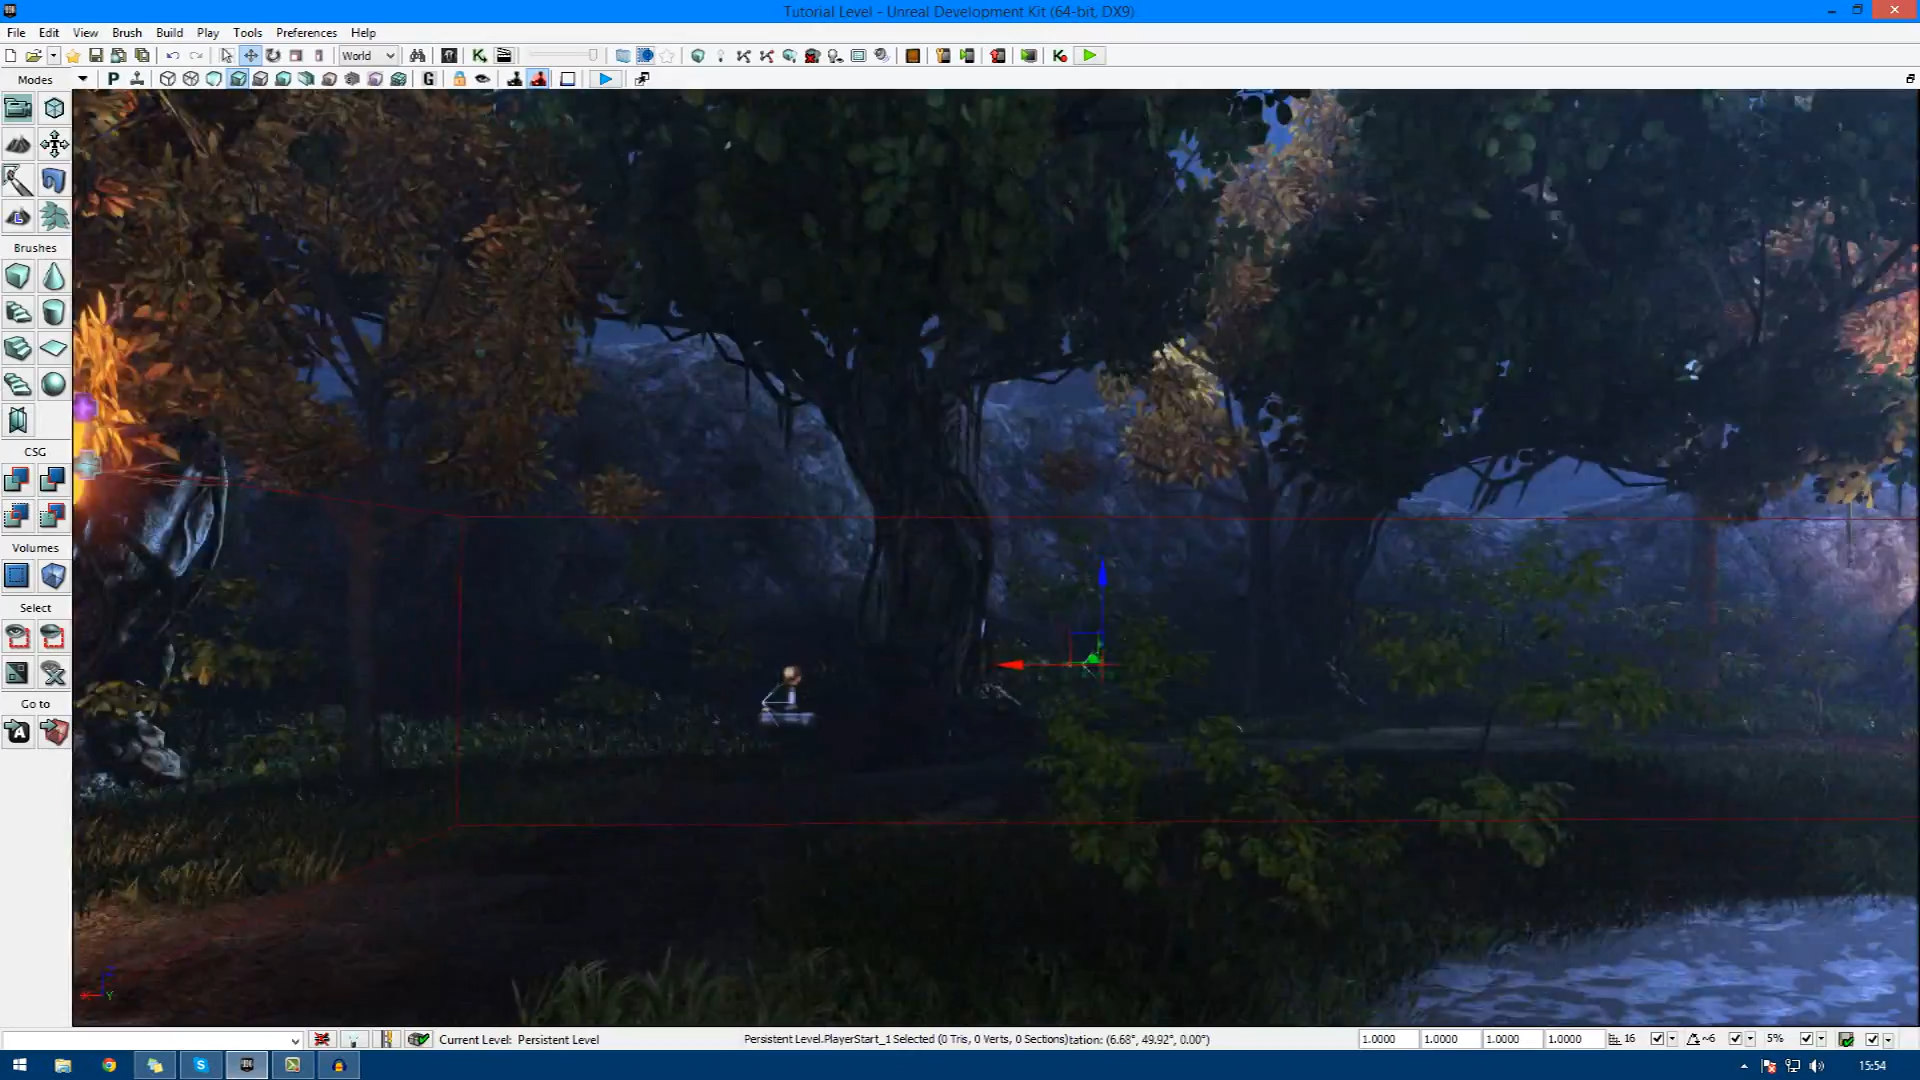 Tutorial Level - Unreal Development Kit (64-bit, DX9)
File Edit View Brush Build Play Tools Preferences Help
World
Modes
P
G
L
Brushes
CSG
Volumes
Select
Go to
A
Y
Current Level: Persistent Level
Persistent Level.PlayerStart_1 Selected (0 Tris, 0 Verts, 0 Sections)tation: (6.68°, 49.92°, 0.00°)
1.0000 1.0000 1.0000 1.0000 16 ~6 5%
15:54